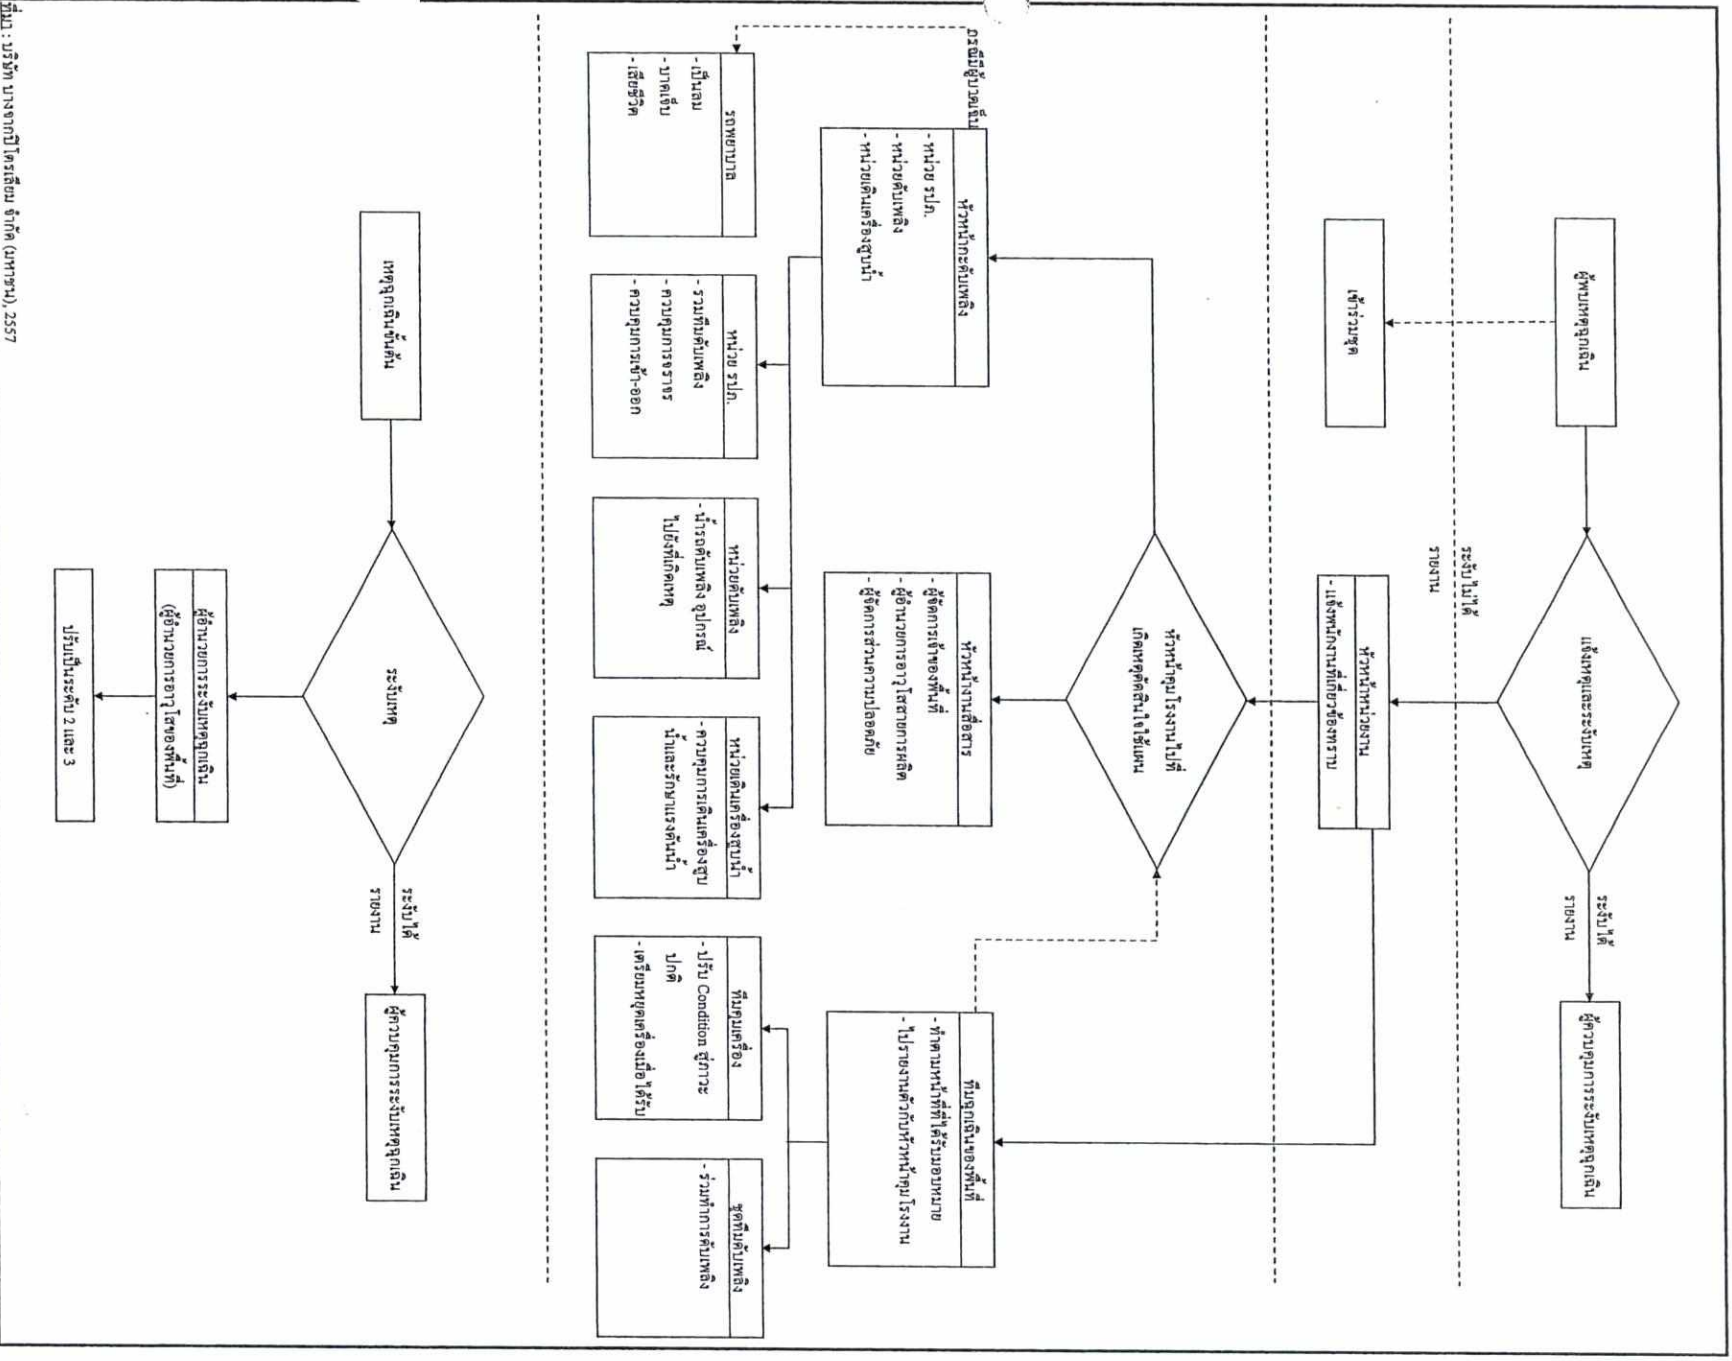 ผู้พบเหตุฉุกเฉิน
แจ้งเหตุและระงับเหตุ
ระงับได้
รายงาน
ผู้ควบคุมการระงับเหตุฉุกเฉิน
ระงับไม่ได้
รายงาน
เข้าร่วมชุด
หัวหน้าหน่วยงาน
- แจ้งพนักงานที่เกี่ยวข้องทราบ
หัวหน้าคุมโรงงานไปที่
เกิดเหตุตัดสินใจใช้แผน
กรณีมีผู้บาดเจ็บ
หัวหน้ากะดับเพลิง
- หน่วย รปภ.
- หน่วยดับเพลิง
- หน่วยเดินเครื่องสูบน้ำ
หัวหน้างานสื่อสาร
- ผู้จัดการเจ้าของพื้นที่
- ผู้อำนวยการอาวุโสสายการผลิต
- ผู้จัดการส่วนความปลอดภัย
ทีมฉุกเฉินของพื้นที่
- ทำตามหน้าที่ที่ได้รับมอบหมาย
- ไปรายงานตัวกับหัวหน้าคุมโรงงาน
รถพยาบาล
- เป็นลม
- บาดเจ็บ
- เสียชีวิต
หน่วย รปภ.
- รวมทีมดับเพลิง
- ควบคุมการจราจร
- ควบคุมการเข้า-ออก
หน่วยดับเพลิง
- นำรถดับเพลิง อุปกรณ์
ไปยังที่เกิดเหตุ
หน่วยเดินเครื่องสูบน้ำ
- ควบคุมการเดินเครื่องสูบ
น้ำและรักษาแรงดันน้ำ
ทีมคุมเครื่อง
- ปรับ Condition สู่ภาวะ
ปกติ
- เตรียมหยุดเครื่องเมื่อได้รับ
ชุดทีมดับเพลิง
- ร่วมทำการดับเพลิง
เหตุฉุกเฉินขั้นต้น
ระงับเหตุ
ระงับได้
รายงาน
ผู้ควบคุมการระงับเหตุฉุกเฉิน
ผู้อำนวยการระงับเหตุฉุกเฉิน
(ผู้อำนวยการอาวุโสของพื้นที่)
ปรับเป็นระดับ 2 และ 3
ที่มา : บริษัท บางจากปิโตรเลียม จำกัด (มหาชน), 2557